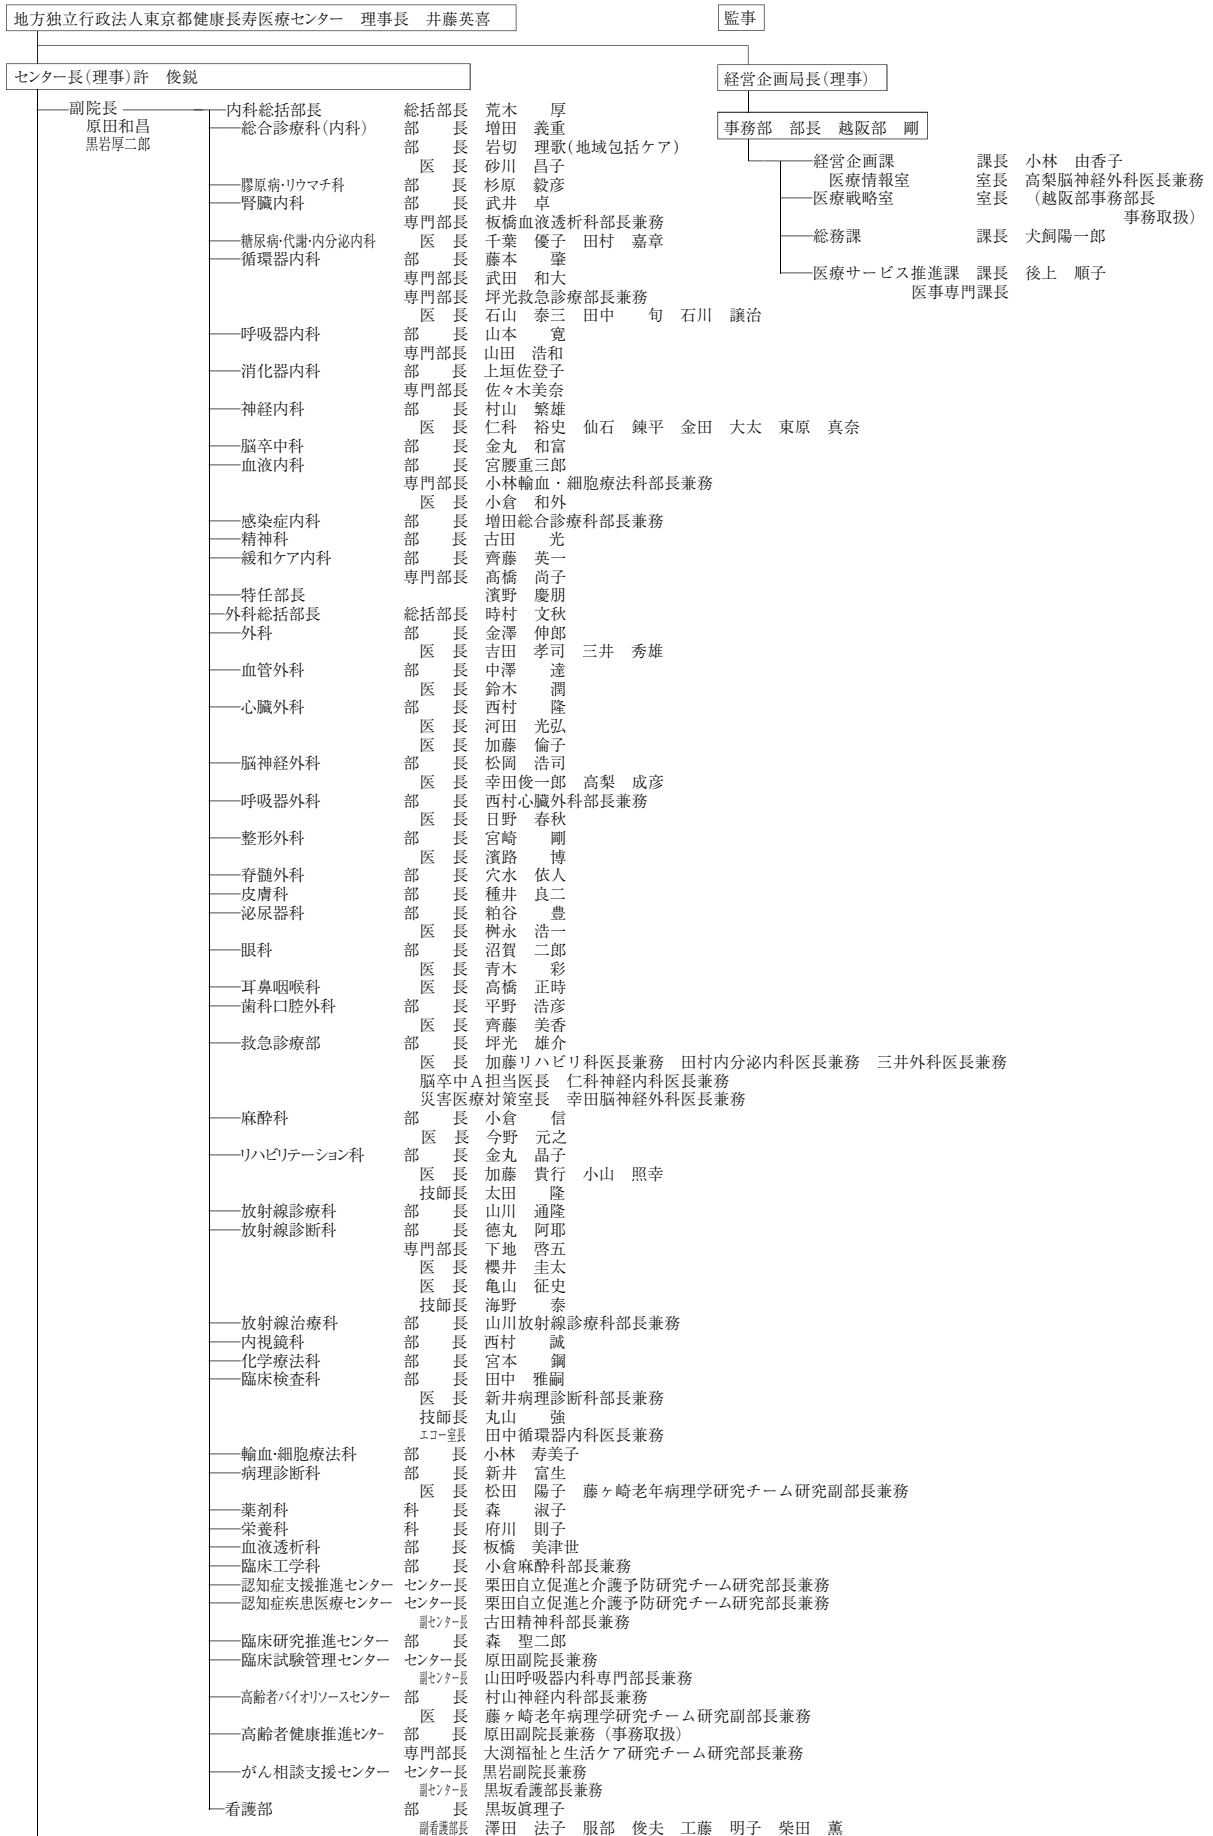 地方独立行政法人東京都健康長寿医療センター　理事長　井藤英喜
監事
センター長（理事）許　俊鋭
経営企画局長（理事）
事務部　部長　越阪部　剛
経営企画課　課長　小林　由香子
医療情報室　室長　高梨脳神経外科医長兼務
医療戦略室　室長　（越阪部事務部長
事務取扱）
総務課　課長　犬飼陽一郎
医療サービス推進課　課長　後上　順子
医事専門課長
副院長
原田和昌
黒岩厚二郎
内科総括部長　総括部長　荒木　厚
総合診療科（内科）　部　長　増田　義重
部　長　岩切　理歌（地域包括ケア）
医　長　砂川　昌子
膠原病・リウマチ科　部　長　杉原　毅彦
腎臓内科　部　長　武井　卓
専門部長　板橋血液透析科部長兼務
糖尿病・代謝・内分泌内科　医　長　千葉　優子　田村　嘉章
循環器内科　部　長　藤本　肇
専門部長　武田　和大
専門部長　坪光救急診療部長兼務
医　長　石山　泰三　田中　旬　石川　譲治
呼吸器内科　部　長　山本　寛
専門部長　山田　浩和
消化器内科　部　長　上垣佐登子
専門部長　佐々木美奈
神経内科　部　長　村山　繁雄
医　長　仁科　裕史　仙石　錬平　金田　大太　東原　真奈
脳卒中科　部　長　金丸　和富
血液内科　部　長　宮腰重三郎
専門部長　小林輸血・細胞療法科部長兼務
医　長　小倉　和外
感染症内科　部　長　増田総合診療科部長兼務
精神科　部　長　古田　光
緩和ケア内科　部　長　齊藤　英一
専門部長　髙橋　尚子
特任部長　濱野　慶朋
外科総括部長　総括部長　時村　文秋
外科　部　長　金澤　伸郎
医　長　吉田　孝司　三井　秀雄
血管外科　部　長　中澤　達
医　長　鈴木　潤
心臓外科　部　長　西村　隆
医　長　河田　光弘
医　長　加藤　倫子
脳神経外科　部　長　松岡　浩司
医　長　幸田俊一郎　高梨　成彦
呼吸器外科　部　長　西村心臓外科部長兼務
医　長　日野　春秋
整形外科　部　長　宮崎　剛
医　長　濱路　博
脊髄外科　部　長　穴水　依人
皮膚科　部　長　種井　良二
泌尿器科　部　長　粕谷　豊
医　長　桝永　浩一
眼科　部　長　沼賀　二郎
医　長　青木　彩
耳鼻咽喉科　医　長　高橋　正時
歯科口腔外科　部　長　平野　浩彦
医　長　齊藤　美香
救急診療部　部　長　坪光　雄介
医　長　加藤リハビリ科医長兼務　田村内分泌内科医長兼務　三井外科医長兼務
脳卒中Ａ担当医長　仁科神経内科医長兼務
災害医療対策室長　幸田脳神経外科医長兼務
麻酔科　部　長　小倉　信
医　長　今野　元之
リハビリテーション科　部　長　金丸　晶子
医　長　加藤　貴行　小山　照幸
技師長　太田　隆
放射線診療科　部　長　山川　通隆
放射線診断科　部　長　德丸　阿耶
専門部長　下地　啓五
医　長　櫻井　圭太
医　長　亀山　征史
技師長　海野　泰
放射線治療科　部　長　山川放射線診療科部長兼務
内視鏡科　部　長　西村　誠
化学療法科　部　長　宮本　鋼
臨床検査科　部　長　田中　雅嗣
医　長　新井病理診断科部長兼務
技師長　丸山　強
エコー室長　田中循環器内科医長兼務
輸血・細胞療法科　部　長　小林　寿美子
病理診断科　部　長　新井　富生
医　長　松田　陽子　藤ヶ崎老年病理学研究チーム研究副部長兼務
薬剤科　科　長　森　淑子
栄養科　科　長　府川　則子
血液透析科　部　長　板橋　美津世
臨床工学科　部　長　小倉麻酔科部長兼務
認知症支援推進センター　センター長　粟田自立促進と介護予防研究チーム研究部長兼務
認知症疾患医療センター　センター長　粟田自立促進と介護予防研究チーム研究部長兼務
副センター長　古田精神科部長兼務
臨床研究推進センター　部　長　森　聖二郎
臨床試験管理センター　センター長　原田副院長兼務
副センター長　山田呼吸器内科専門部長兼務
高齢者バイオリソースセンター　部　長　村山神経内科部長兼務
医　長　藤ヶ崎老年病理学研究チーム研究副部長兼務
高齢者健康推進センター　部　長　原田副院長兼務（事務取扱）
専門部長　大渕福祉と生活ケア研究チーム研究部長兼務
がん相談支援センター　センター長　黒岩副院長兼務
副センター長　黒坂看護部長兼務
看護部　部　長　黒坂眞理子
副看護部長　澤田　法子　服部　俊夫　工藤　明子　柴田　薫